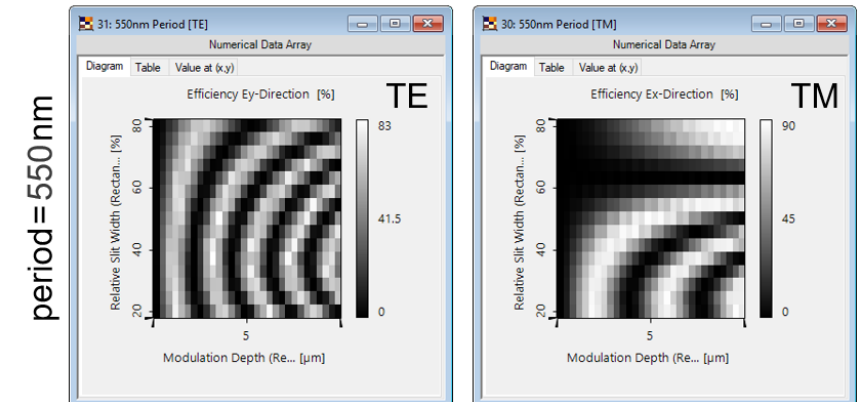 period = 550 nm
31: 550nm Period [TE]
Numerical Data Array
Diagram Table Value at (x,y)
Efficiency Ey-Direction [%]
TE
Relative Slit Width (Rectan... [%]
80
60
40
20
5
Modulation Depth (Re... [µm]
83
41.5
0
30: 550nm Period [TM]
Numerical Data Array
Diagram Table Value at (x,y)
Efficiency Ex-Direction [%]
TM
Relative Slit Width (Rectan... [%]
80
60
40
20
5
Modulation Depth (Re... [µm]
90
45
0